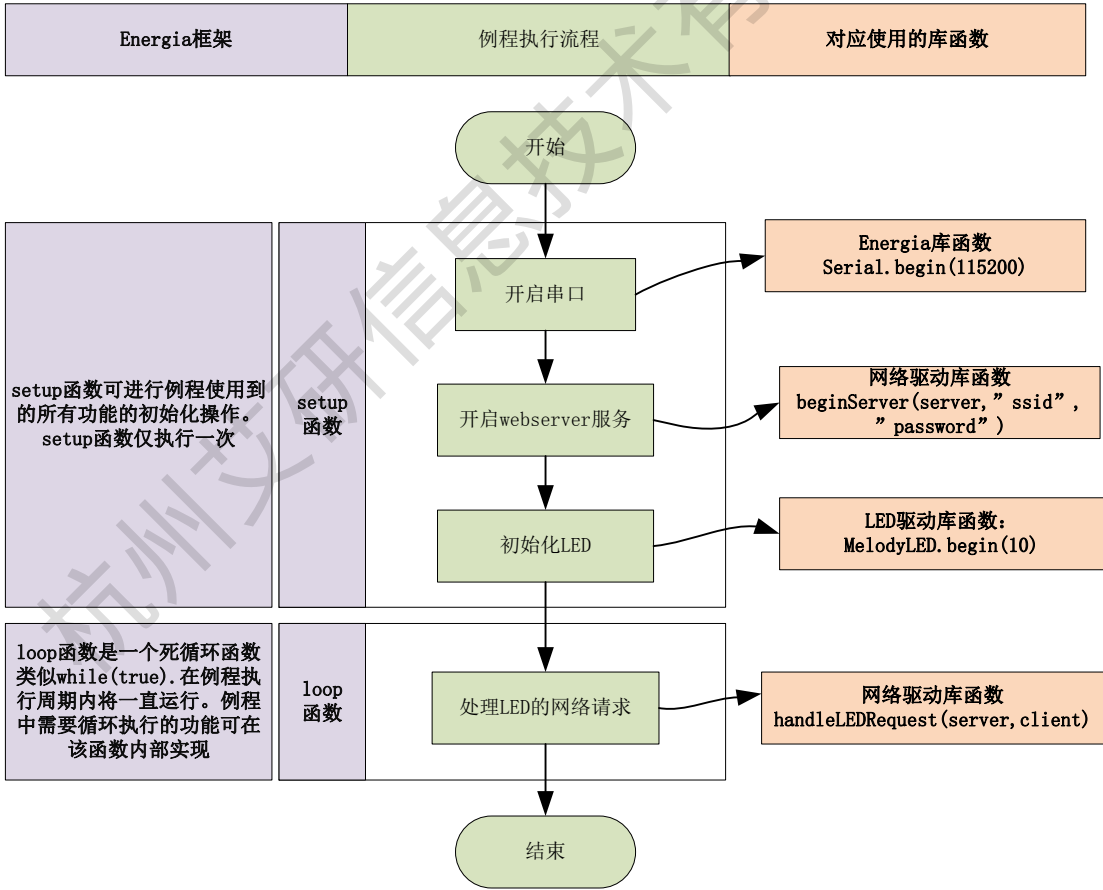 Energia框架
例程执行流程
对应使用的库函数
开始
setup函数可进行例程使用到
的所有功能的初始化操作。
setup函数仅执行一次
setup
函数
开启串口
Energia库函数
Serial.begin(115200)
开启webserver服务
网络驱动库函数
beginServer(server,”ssid”,
”password”)
初始化LED
LED驱动库函数：
MelodyLED.begin(10)
loop函数是一个死循环函数
类似while(true).在例程执
行周期内将一直运行。例程
中需要循环执行的功能可在
该函数内部实现
loop
函数
处理LED的网络请求
网络驱动库函数
handleLEDRequest(server,client)
结束
杭州艾研信息技术有